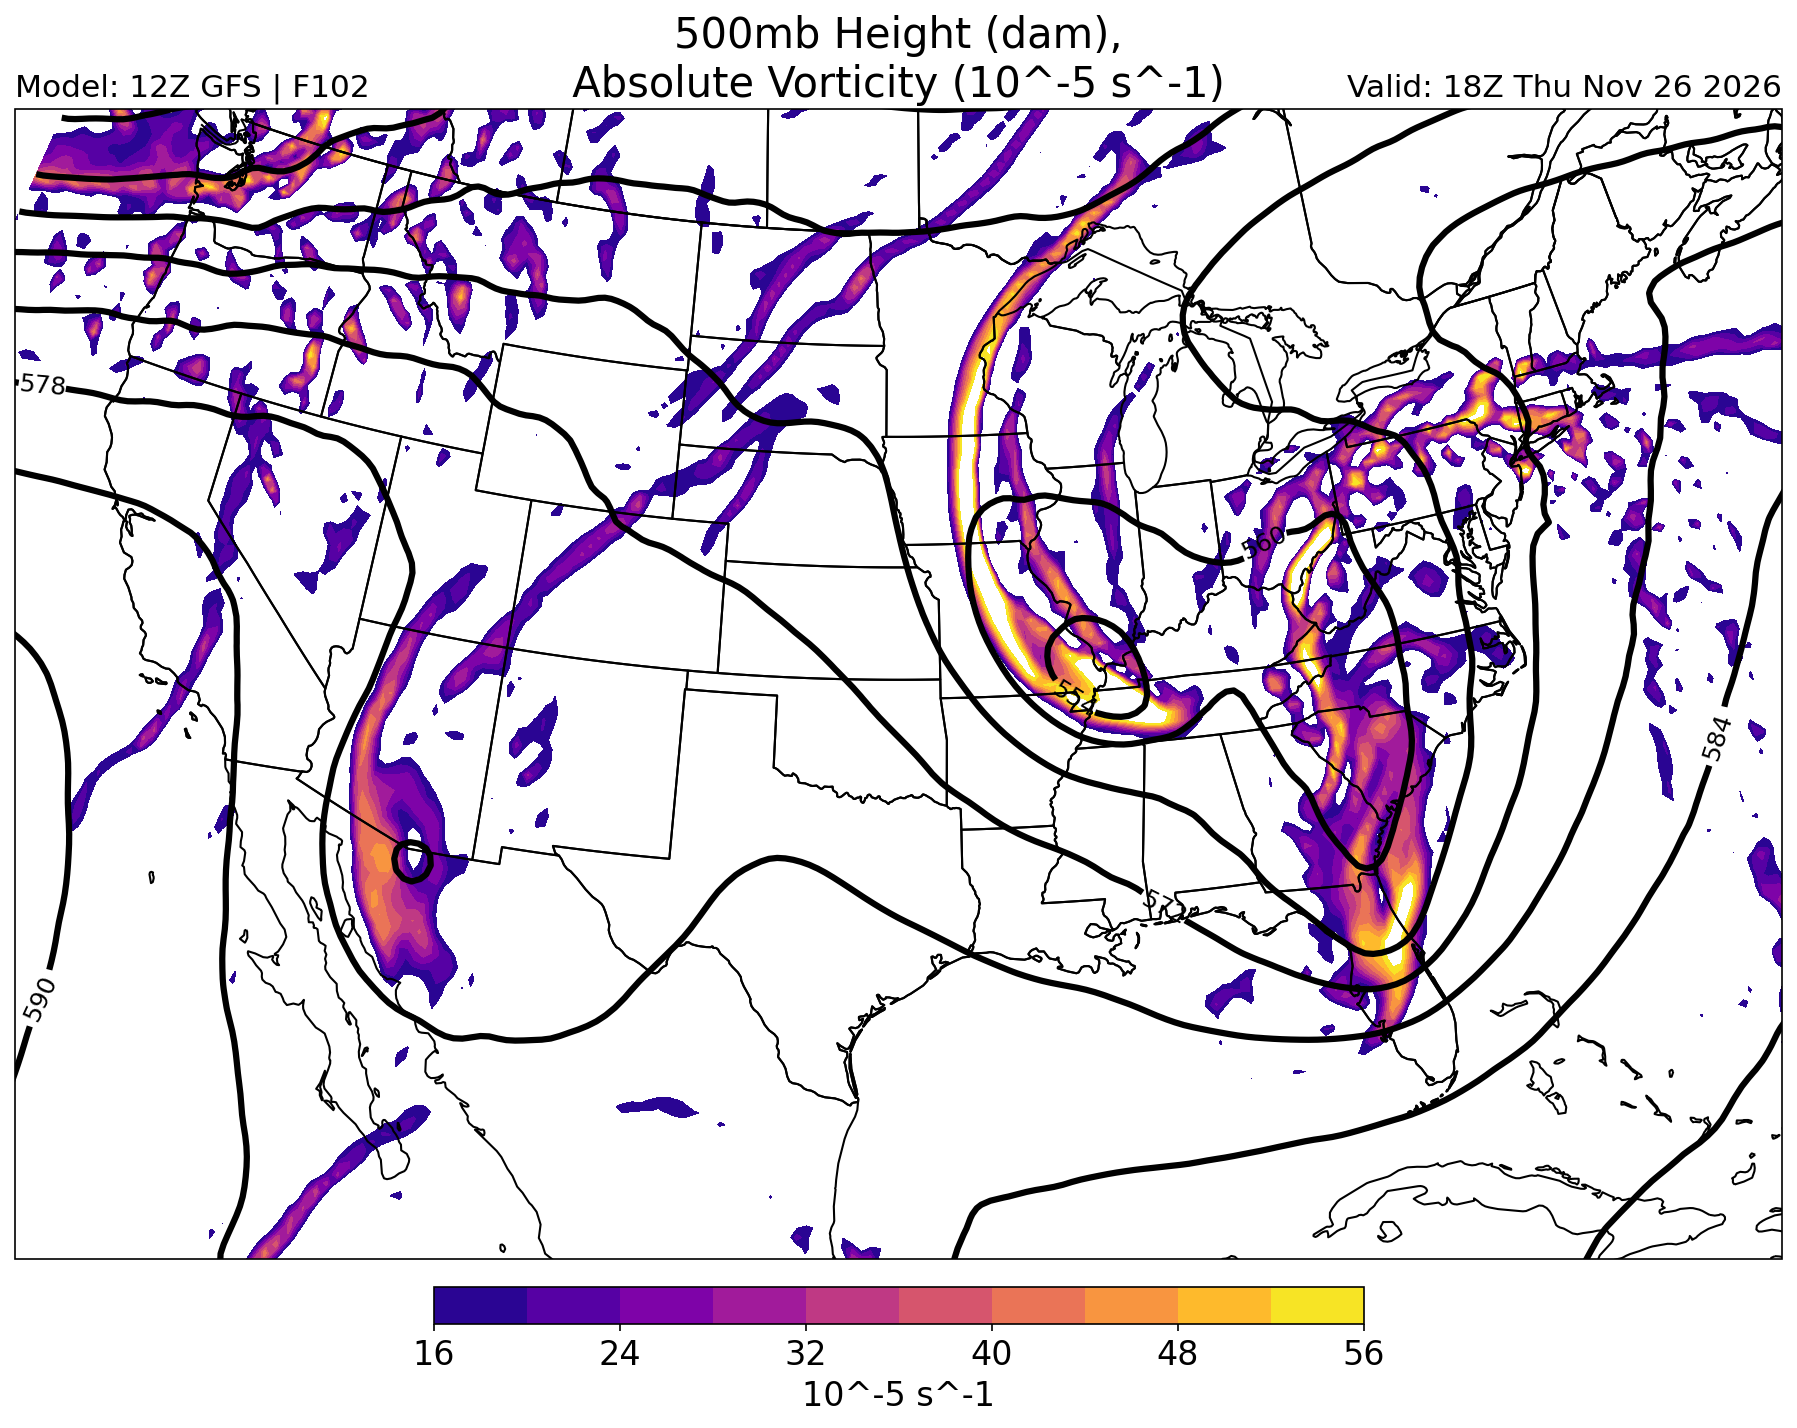 500mb Height (dam),
Absolute Vorticity (10^-5 s^-1)
Model: 12Z GFS | F102
Valid: 18Z Thu Nov 26 2026
578
560
554
584
590
16 24 32 40 48 56
10^-5 s^-1